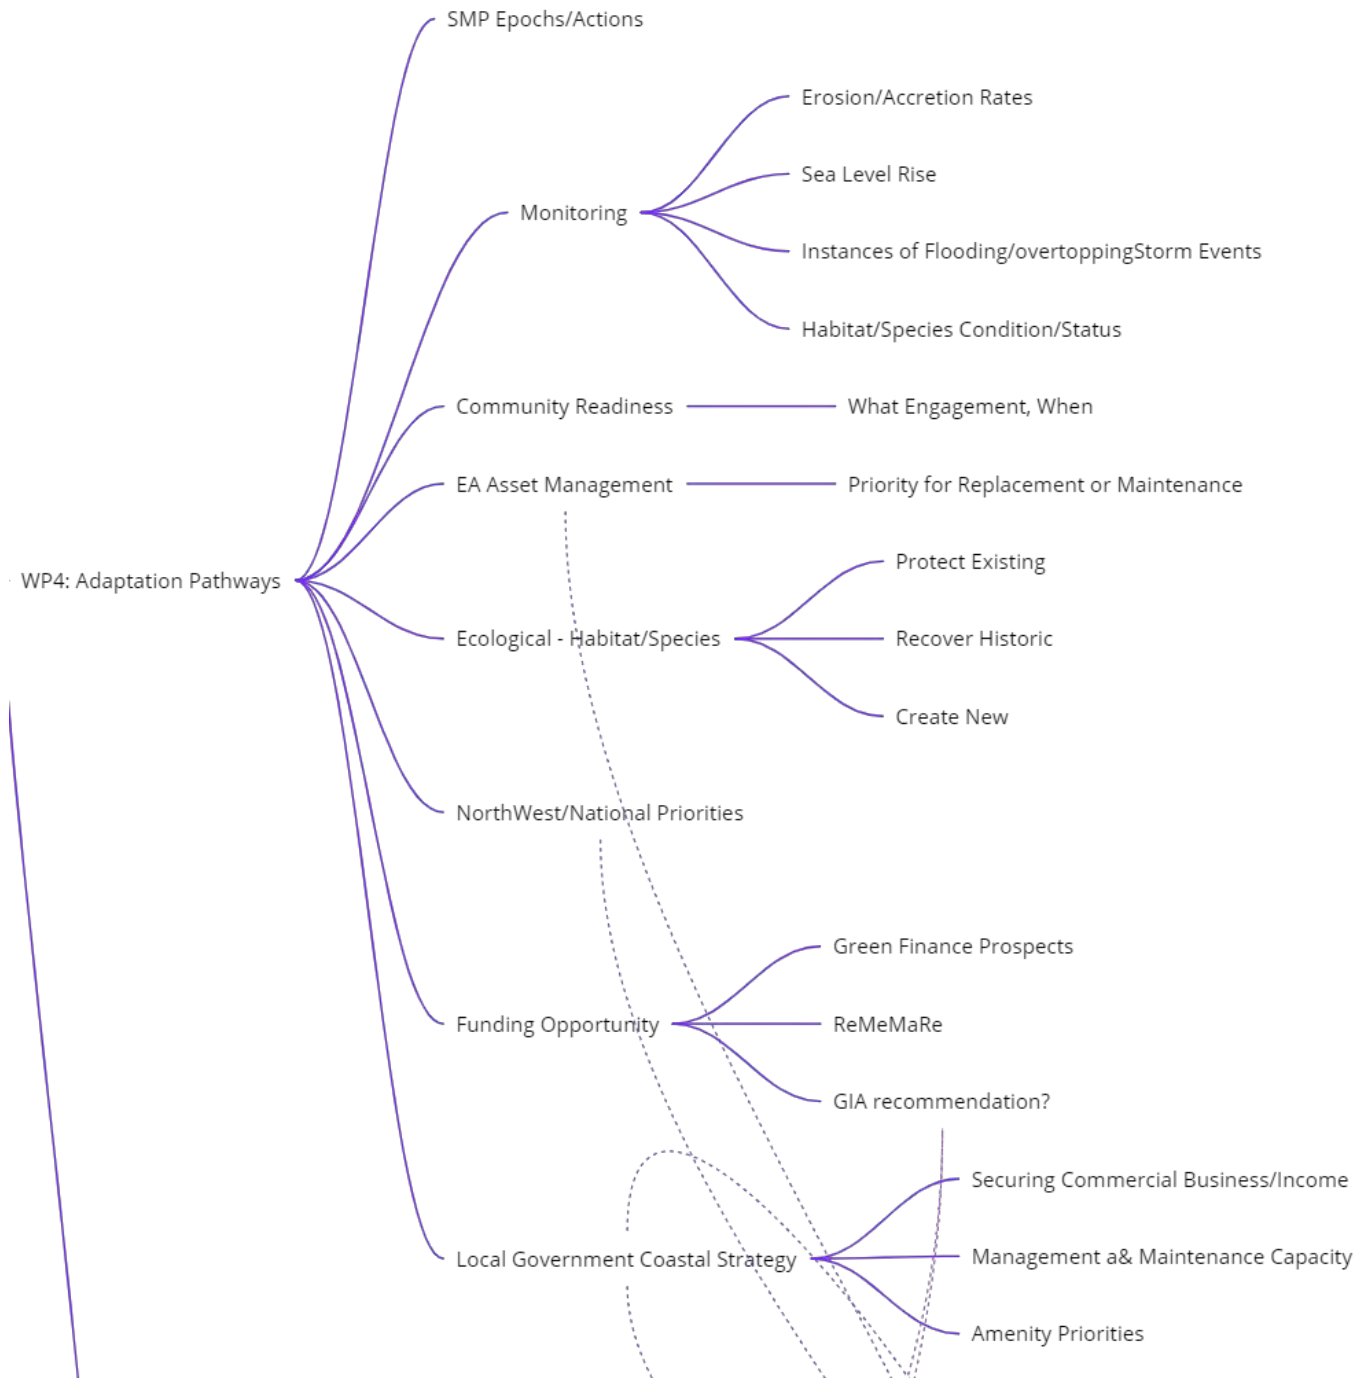 SMP Epochs/Actions
Erosion/Accretion Rates
Sea Level Rise
Monitoring
Instances of Flooding/overtoppingStorm Events
Habitat/Species Condition/Status
Community Readiness
What Engagement, When
EA Asset Management
Priority for Replacement or Maintenance
Protect Existing
WP4: Adaptation Pathways
Ecological - Habitat/Species
Recover Historic
Create New
NorthWest/National Priorities
Green Finance Prospects
Funding Opportunity
ReMeMaRe
GIA recommendation?
Securing Commercial Business/Income
Local Government Coastal Strategy
Management a& Maintenance Capacity
Amenity Priorities